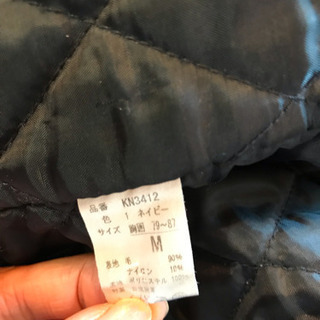 品番 KN3412
色 1 ネイビー
サイズ 胸囲 79~87
M
表地 毛 90%
ナイロン 10%
ポリエステル 100%